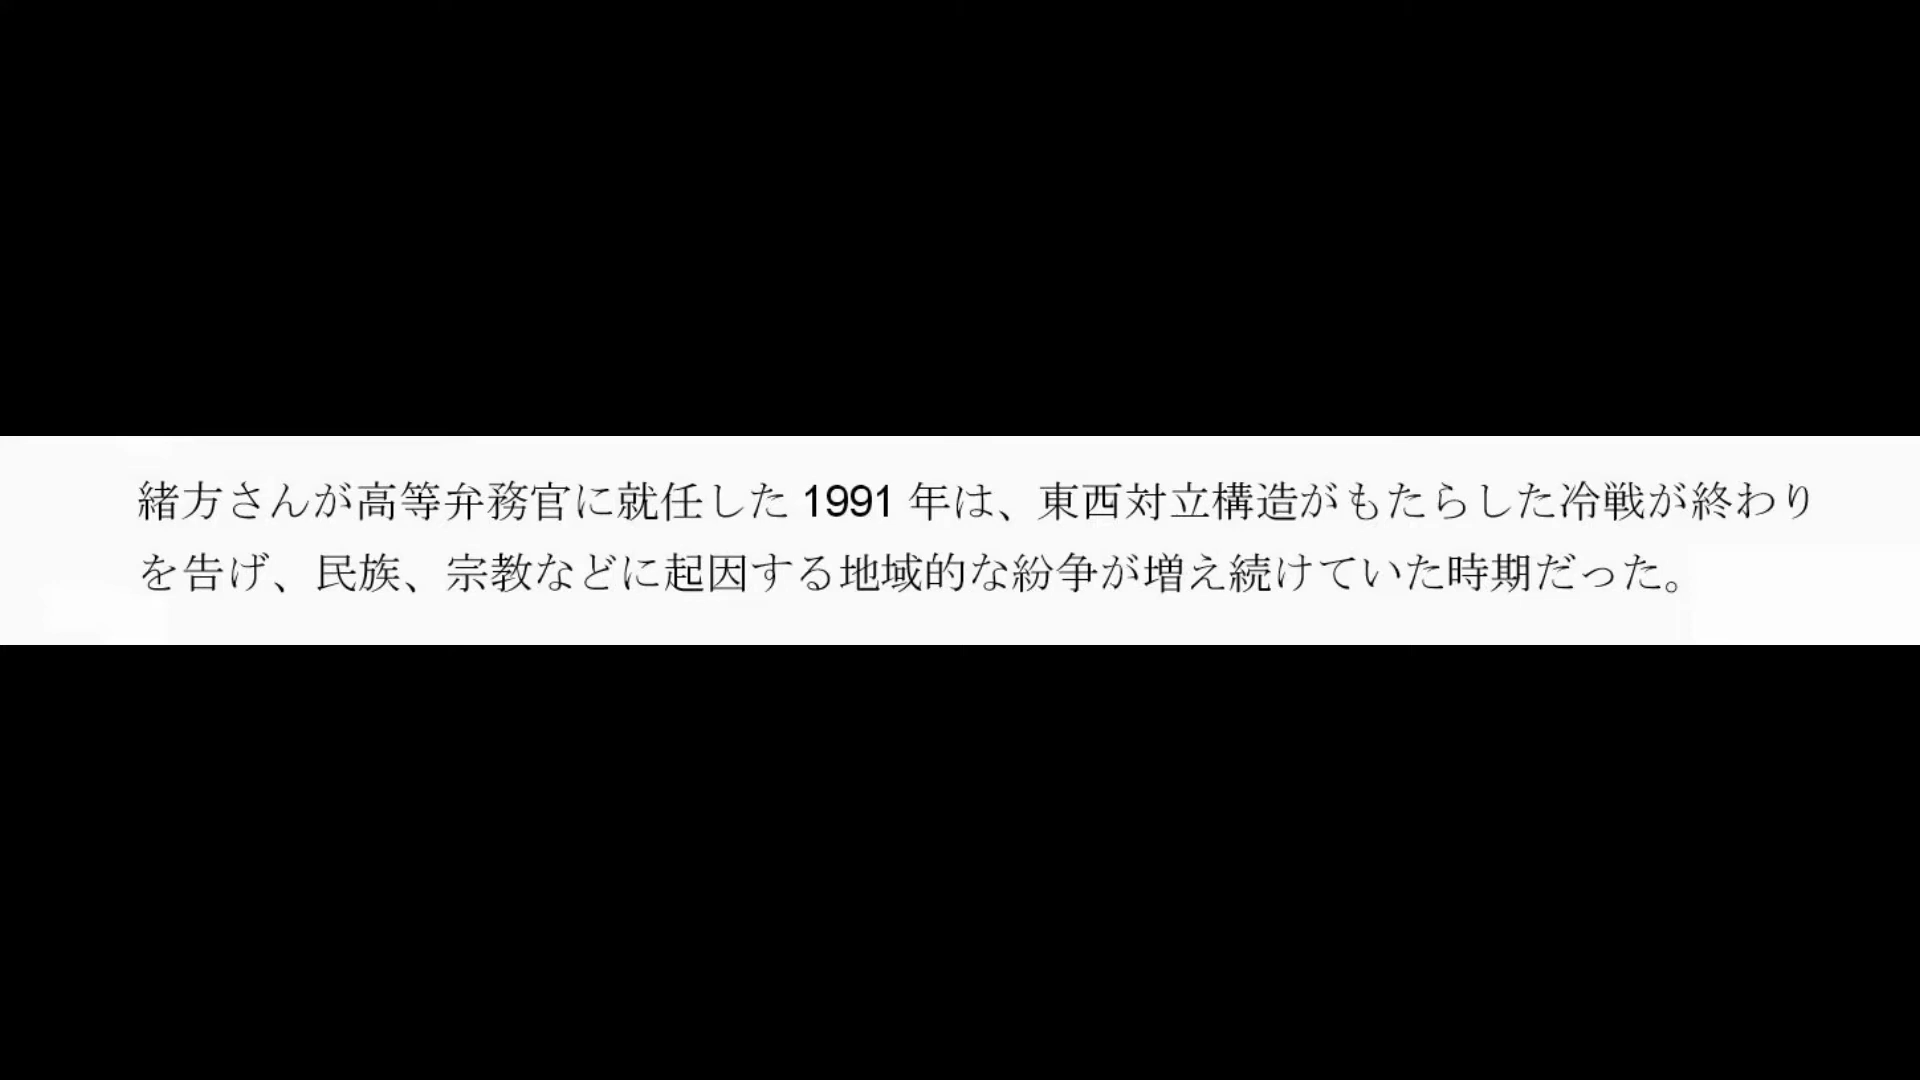 緒方さんが高等弁務官に就任した 1991 年は、東西対立構造がもたらした冷戦が終わり
を告げ、民族、宗教などに起因する地域的な紛争が増え続けていた時期だった。